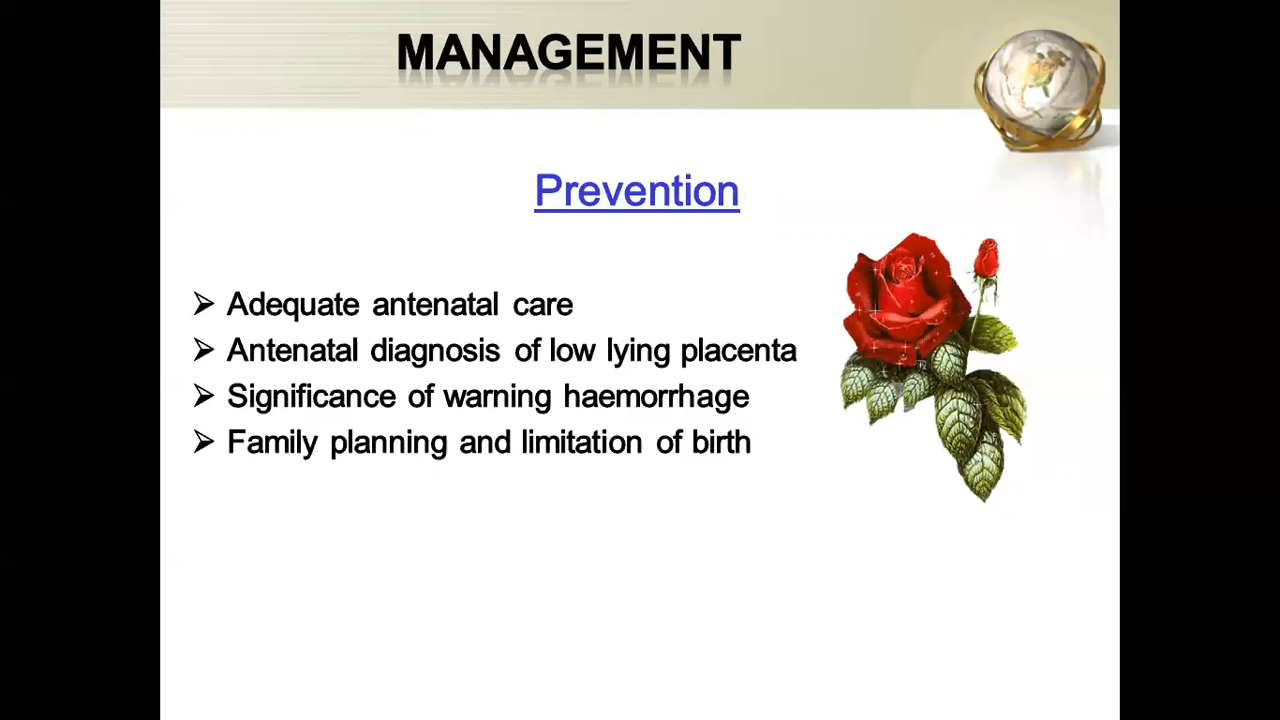 MANAGEMENT
Prevention
➢ Adequate antenatal care
➢ Antenatal diagnosis of low lying placenta
➢ Significance of warning haemorrhage
➢ Family planning and limitation of birth